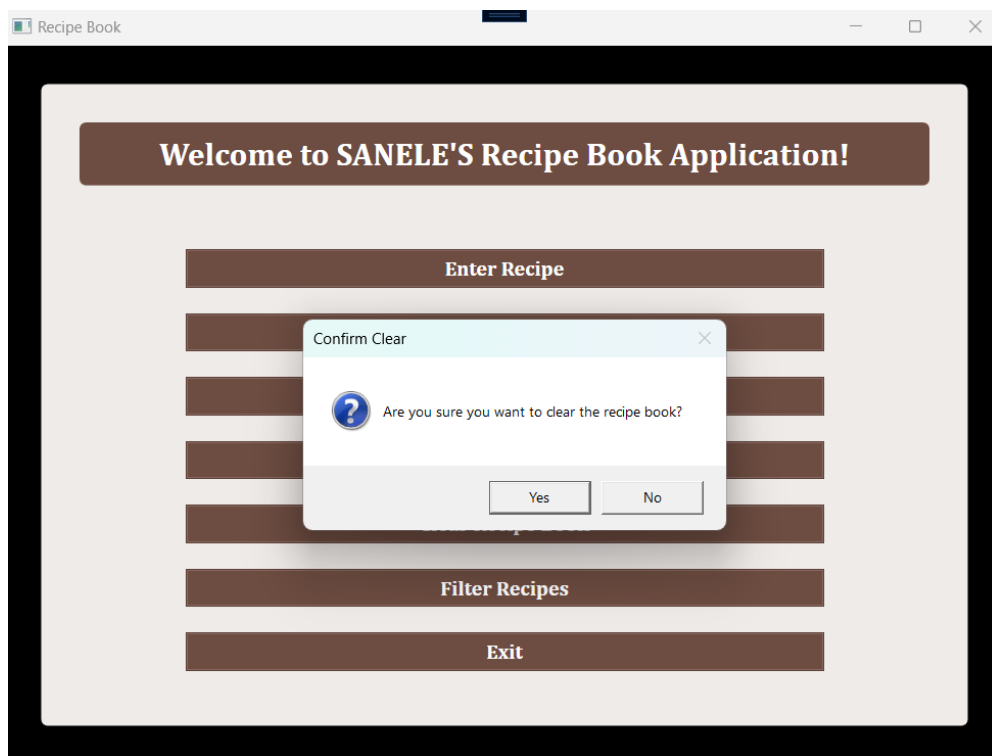 Recipe Book
Welcome to SANELE'S Recipe Book Application!
Enter Recipe
Confirm Clear
Are you sure you want to clear the recipe book?
Yes No
Filter Recipes
Exit